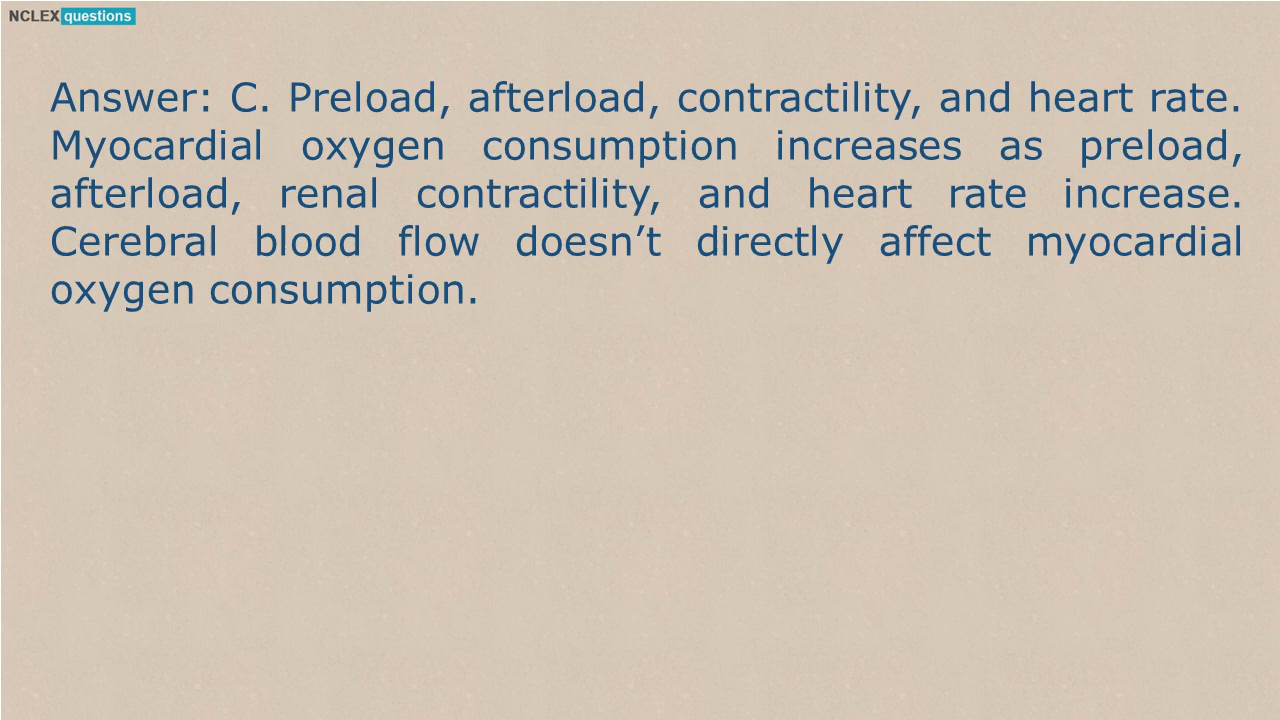 NCLEX questions
Answer: C. Preload, afterload, contractility, and heart rate.
Myocardial oxygen consumption increases as preload,
afterload, renal contractility, and heart rate increase.
Cerebral blood flow doesn’t directly affect myocardial
oxygen consumption.